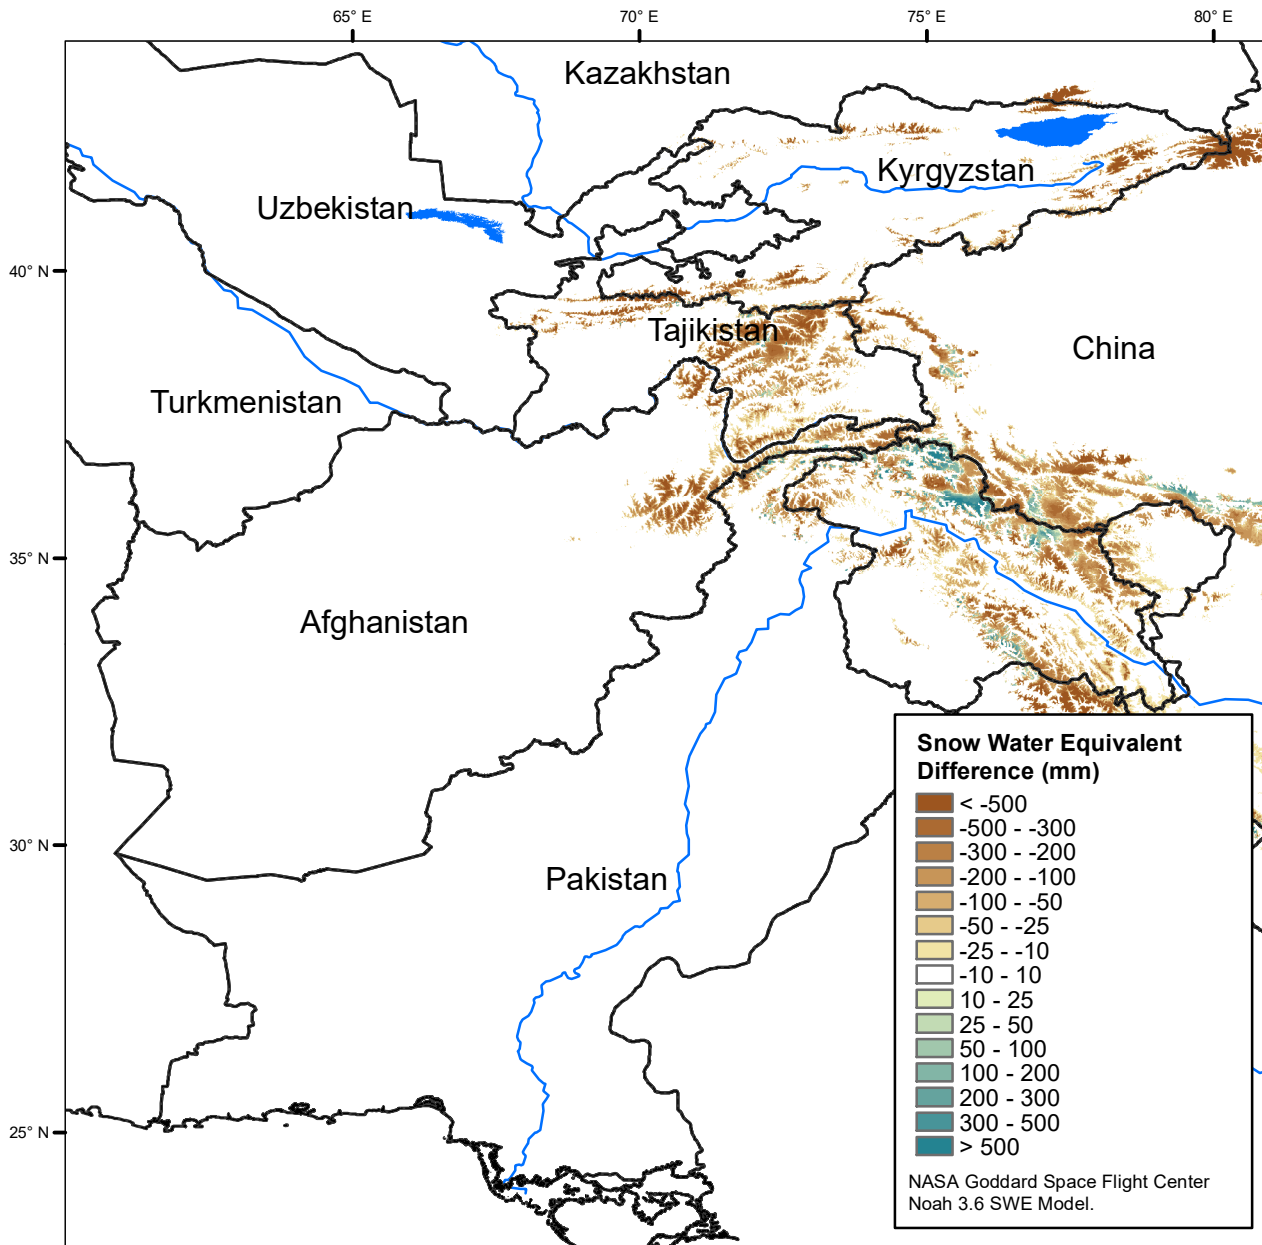 65° E
70° E
75° E
80° E
Kazakhstan
Kyrgyzstan
Uzbekistan
40° N
Tajikistan
China
Turkmenistan
35° N
Afghanistan
Snow Water Equivalent
Difference (mm)
< -500
-500 - -300
-300 - -200
-200 - -100
-100 - -50
-50 - -25
-25 - -10
-10 - 10
10 - 25
25 - 50
50 - 100
100 - 200
200 - 300
300 - 500
> 500
30° N
Pakistan
25° N
NASA Goddard Space Flight Center
Noah 3.6 SWE Model.